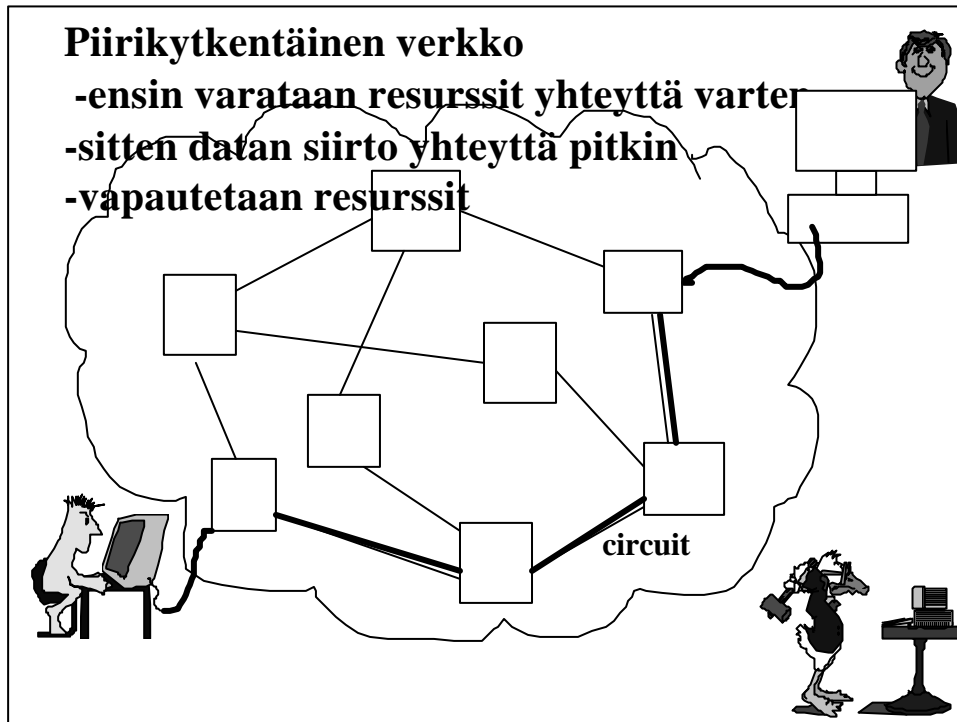 Piirikytkentäinen verkko
-ensin varataan resurssit yhteyttä varten
-sitten datan siirto yhteyttä pitkin
-vapautetaan resurssit
circuit